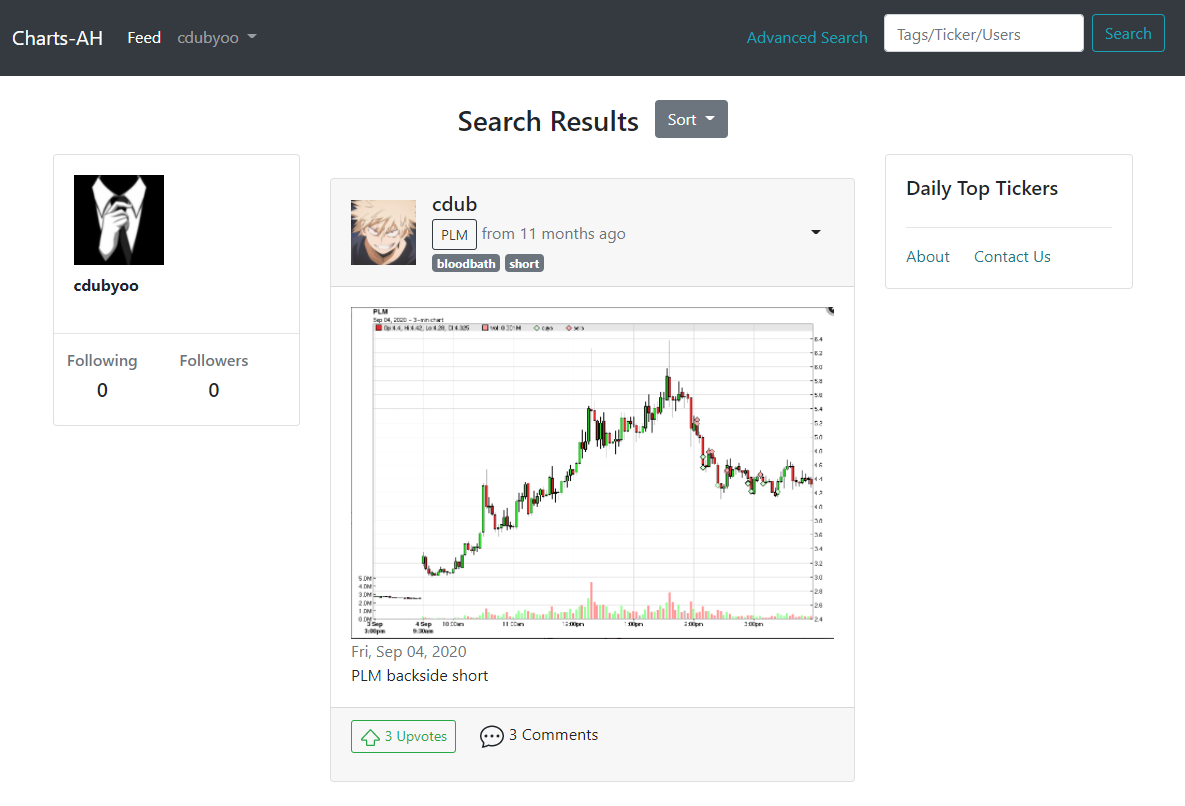 Charts-AH Feed cdubyoo Advanced Search Tags/Ticker/Users Search
Search Results Sort
cdubyoo
Following Followers
0 0
cdub
PLM from 11 months ago
bloodbath short
PLM
Sep 04, 2020 - 3-min chart
6.4
6.2
6.0
5.8
5.6
5.4
5.2
5.0
4.8
4.6
4.4
4.2
4.0
3.8
3.6
3.4
3.2
3.0
2.8
2.6
2.4
5.0M
4.0M
3.0M
2.0M
1.0M
0.0M
3 Sep 4 Sep 10:00am 11:00am 12:00pm 1:00pm 2:00pm 3:00pm
3:00pm 9:30am
Fri, Sep 04, 2020
PLM backside short
3 Upvotes 3 Comments
Daily Top Tickers
About Contact Us